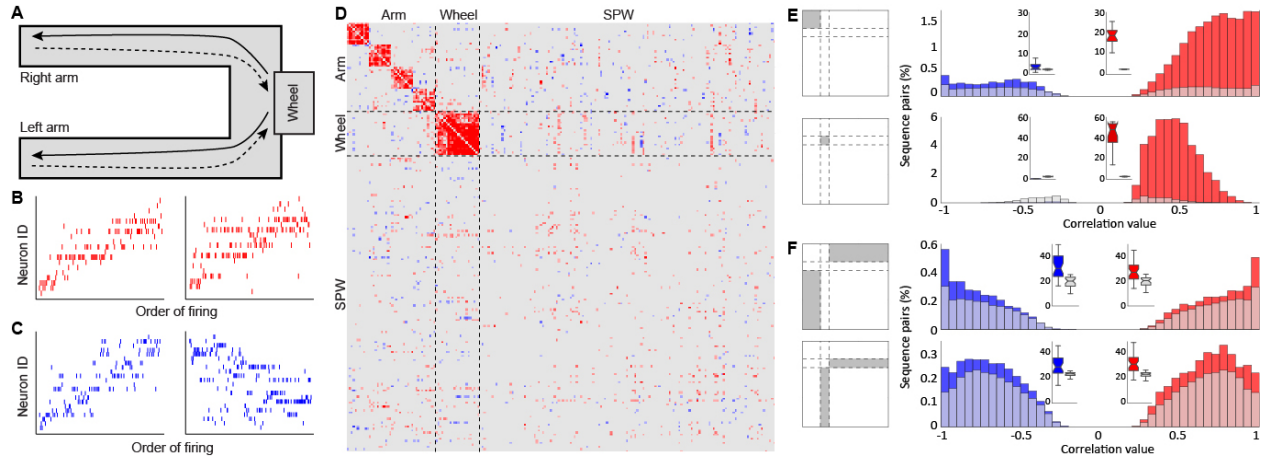 A
Right arm
Left arm
Wheel
B
Neuron ID
Order of firing
C
Neuron ID
Order of firing
D
Arm
Wheel
SPW
Arm
Wheel
SPW
E
Sequence pairs (%)
1.5
1.0
0.5
0
30
20
10
0
30
20
10
0
6
4
2
0
60
40
20
0
60
40
20
0
-1
-0.5
0
0.5
1
Correlation value
F
Sequence pairs (%)
0.6
0.4
0.2
0
40
20
0
40
20
0
0.3
0.2
0.1
0.0
40
20
0
40
20
0
-1
-0.5
0
0.5
1
Correlation value